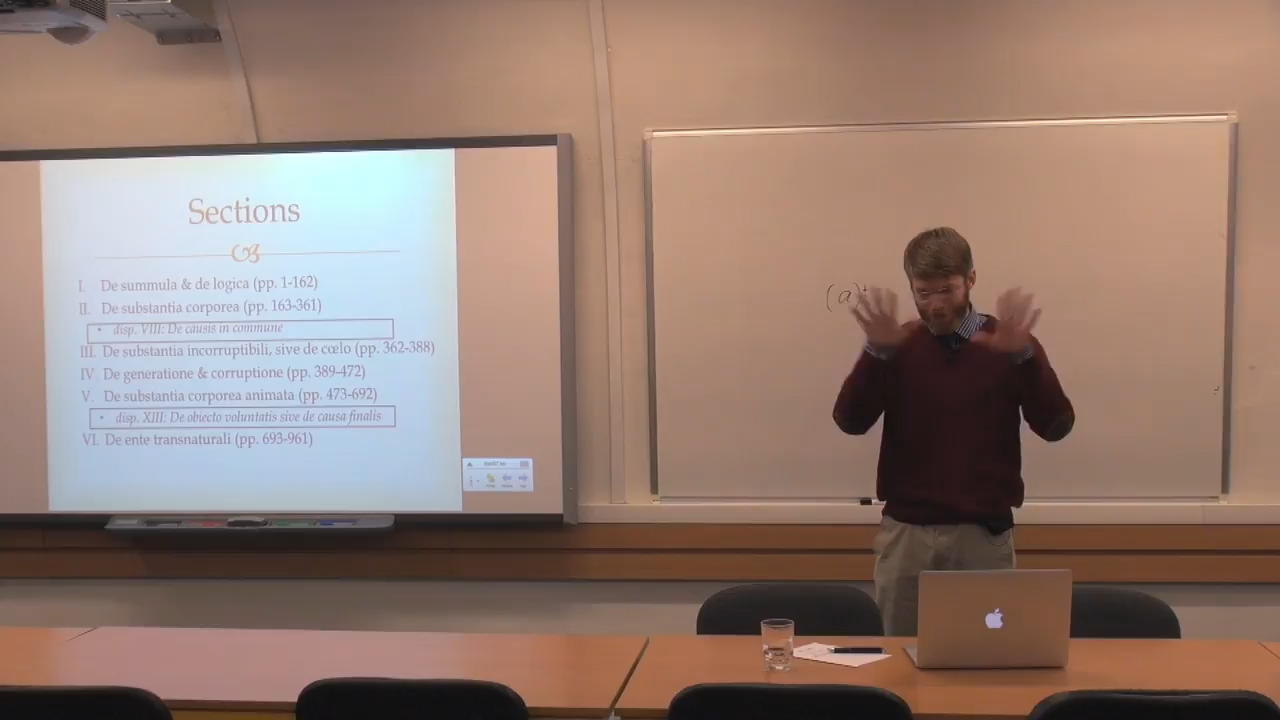 Sections
I. De summula & de logica (pp. 1-162)
II. De substantia corporea (pp. 163-361)
• disp. VIII: De causis in commune
III. De substantia incorruptibili, sive de cœlo (pp. 362-388)
IV. De generatione & corruptione (pp. 389-472)
V. De substantia corporea animata (pp. 473-692)
• disp. XIII: De obiecto voluntatis sive de causa finalis
VI. De ente transnaturali (pp. 693-961)
(a)